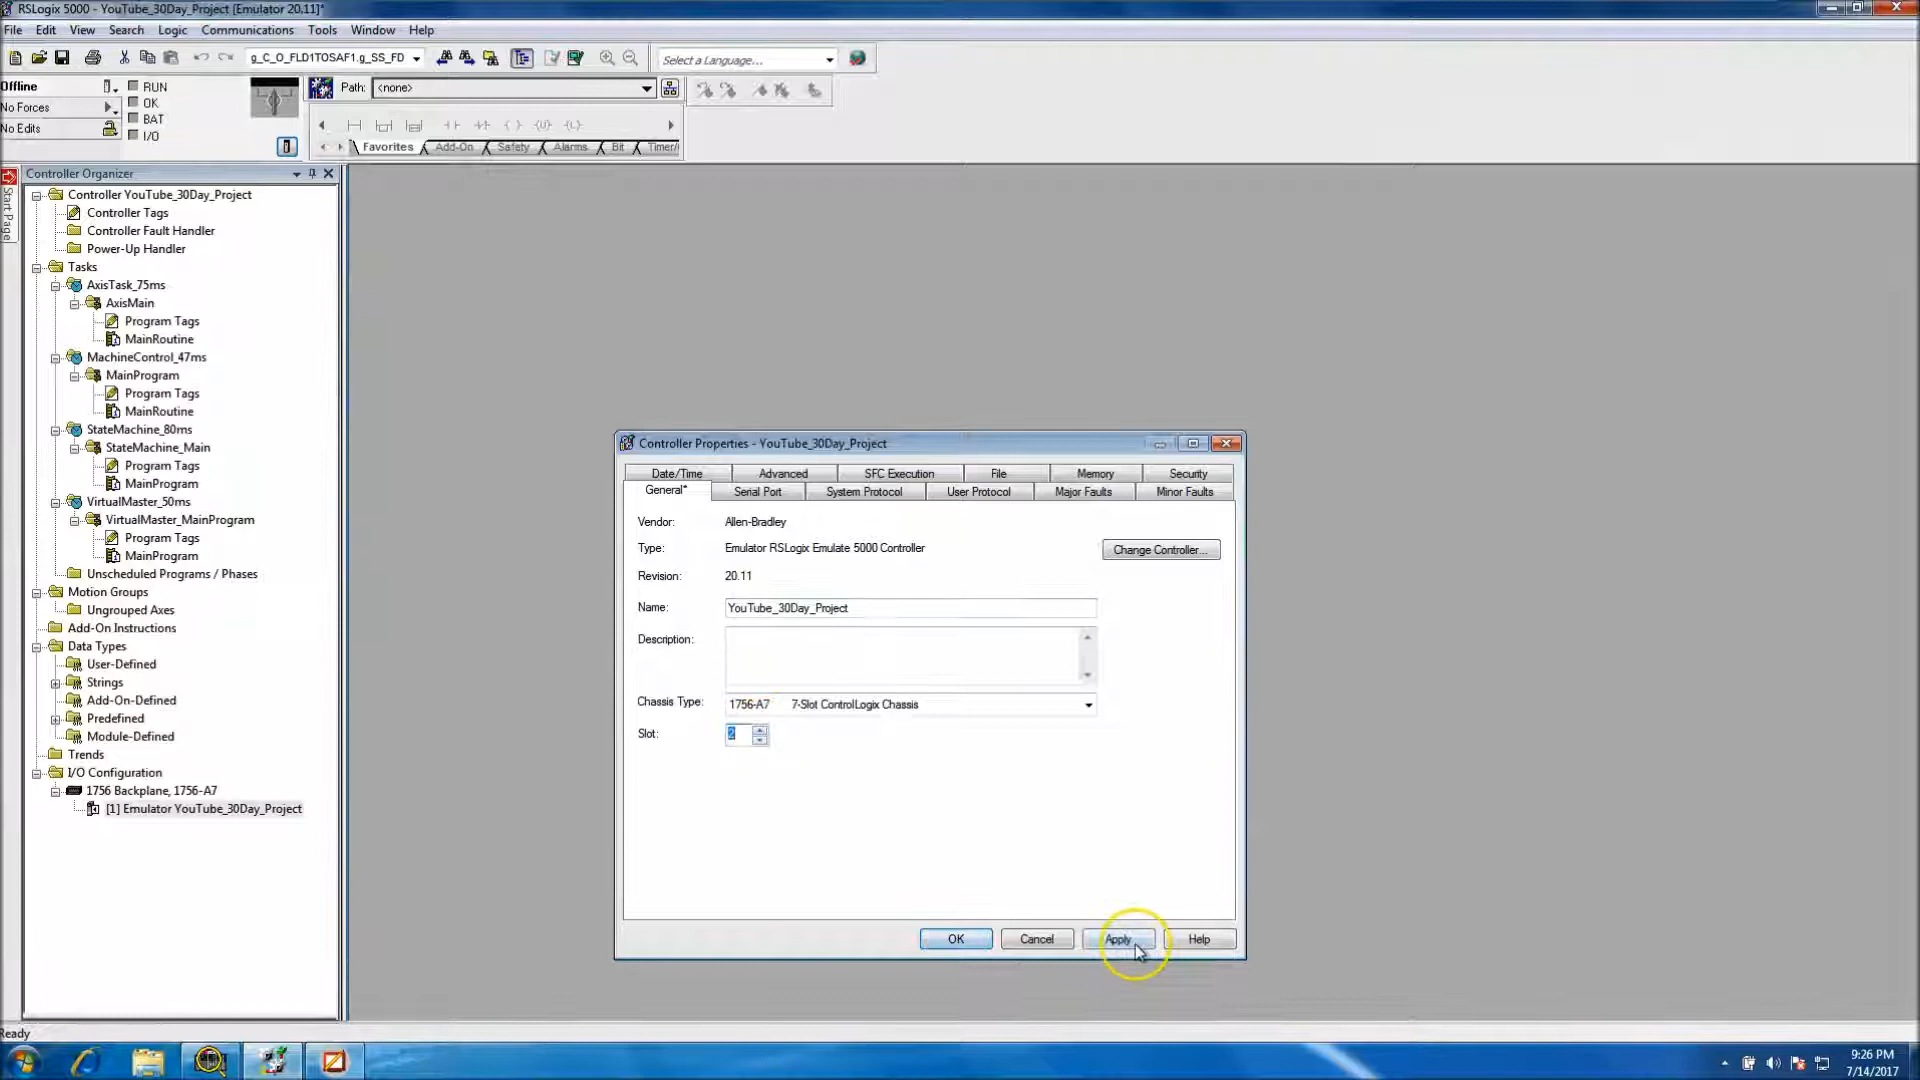 RSLogix 5000 - YouTube_30Day_Project [Emulator 20.11]*
File Edit View Search Logic Communications Tools Window Help
g_C_O_FLD1TOSAF1.g_SS_FD
Select a Language...
Offline
RUN
Path: <none>
No Forces
OK
BAT
No Edits
I/O
Favorites Add-On Safety Alarms Bit Timer/
Start Page
Controller Organizer
Controller YouTube_30Day_Project
Controller Tags
Controller Fault Handler
Power-Up Handler
Tasks
AxisTask_75ms
AxisMain
Program Tags
MainRoutine
MachineControl_47ms
MainProgram
Program Tags
MainRoutine
StateMachine_80ms
StateMachine_Main
Program Tags
MainProgram
VirtualMaster_50ms
VirtualMaster_MainProgram
Program Tags
MainProgram
Unscheduled Programs / Phases
Motion Groups
Ungrouped Axes
Add-On Instructions
Data Types
User-Defined
Strings
Add-On-Defined
Predefined
Module-Defined
Trends
I/O Configuration
1756 Backplane, 1756-A7
[1] Emulator YouTube_30Day_Project
Controller Properties - YouTube_30Day_Project
Date/Time Advanced SFC Execution File Memory Security
General* Serial Port System Protocol User Protocol Major Faults Minor Faults
Vendor: Allen-Bradley
Type: Emulator RSLogix Emulate 5000 Controller
Change Controller...
Revision: 20.11
Name: YouTube_30Day_Project
Description:
Chassis Type: 1756-A7 7-Slot ControlLogix Chassis
Slot: 2
OK Cancel Apply Help
Ready
9:26 PM
7/14/2017